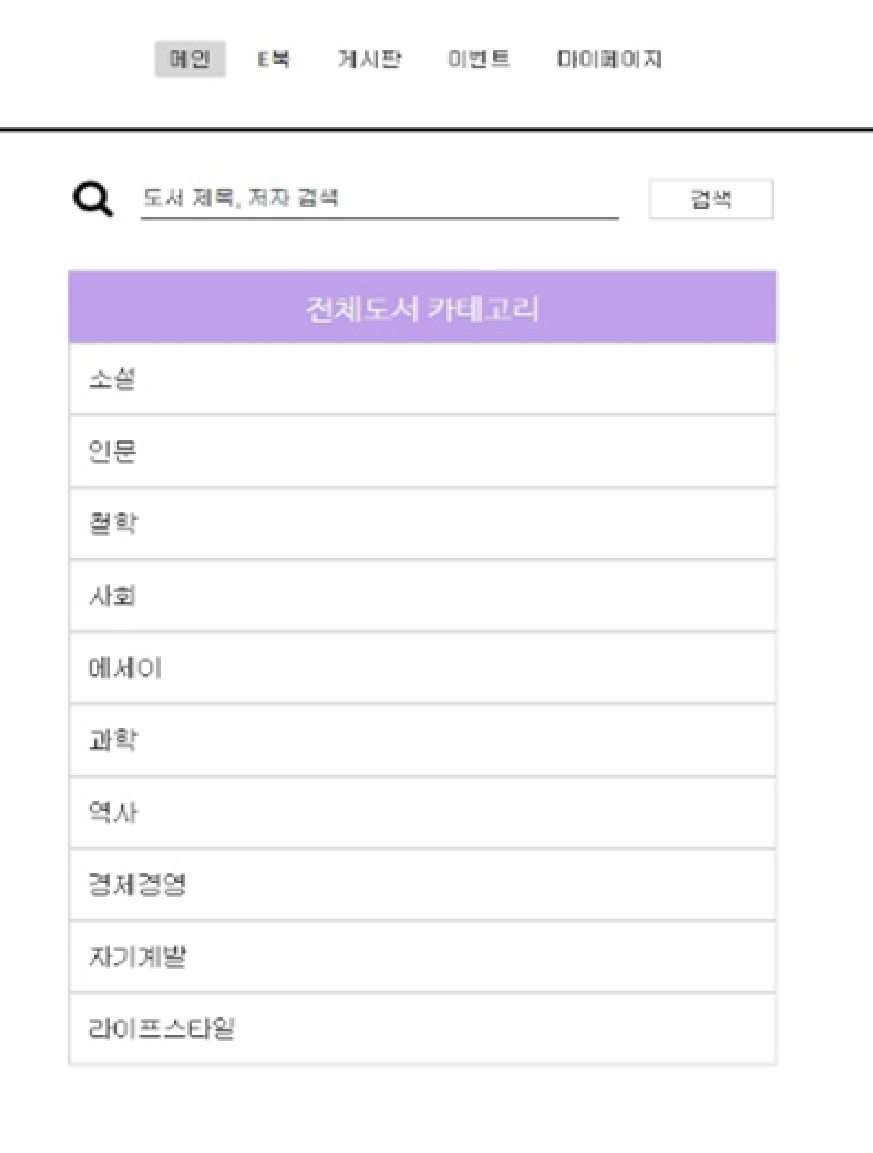 메인 E북 게시판 이벤트 마이페이지
도서 제목, 저자 검색 검색
전체도서 카테고리
소설
인문
철학
사회
에세이
과학
역사
경제경영
자기계발
라이프스타일